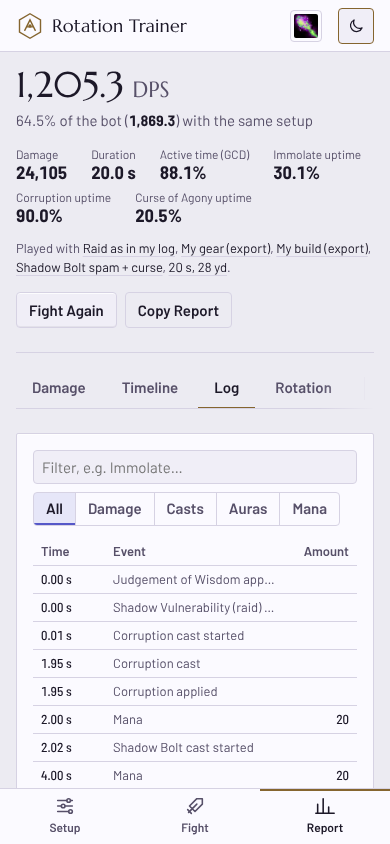 Rotation Trainer
1,205.3 DPS
64.5% of the bot (1,869.3) with the same setup
Damage Duration Active time (GCD) Immolate uptime
24,105 20.0 s 88.1% 30.1%
Corruption uptime Curse of Agony uptime
90.0% 20.5%
Played with Raid as in my log, My gear (export), My build (export),
Shadow Bolt spam + curse, 20 s, 28 yd.
Fight Again Copy Report
Damage Timeline Log Rotation
Filter, e.g. Immolate...
All Damage Casts Auras Mana
Time Event Amount
0.00 s Judgement of Wisdom app...
0.00 s Shadow Vulnerability (raid) ...
0.01 s Corruption cast started
1.95 s Corruption cast
1.95 s Corruption applied
2.00 s Mana 20
2.02 s Shadow Bolt cast started
4.00 s Mana 20
Setup Fight Report